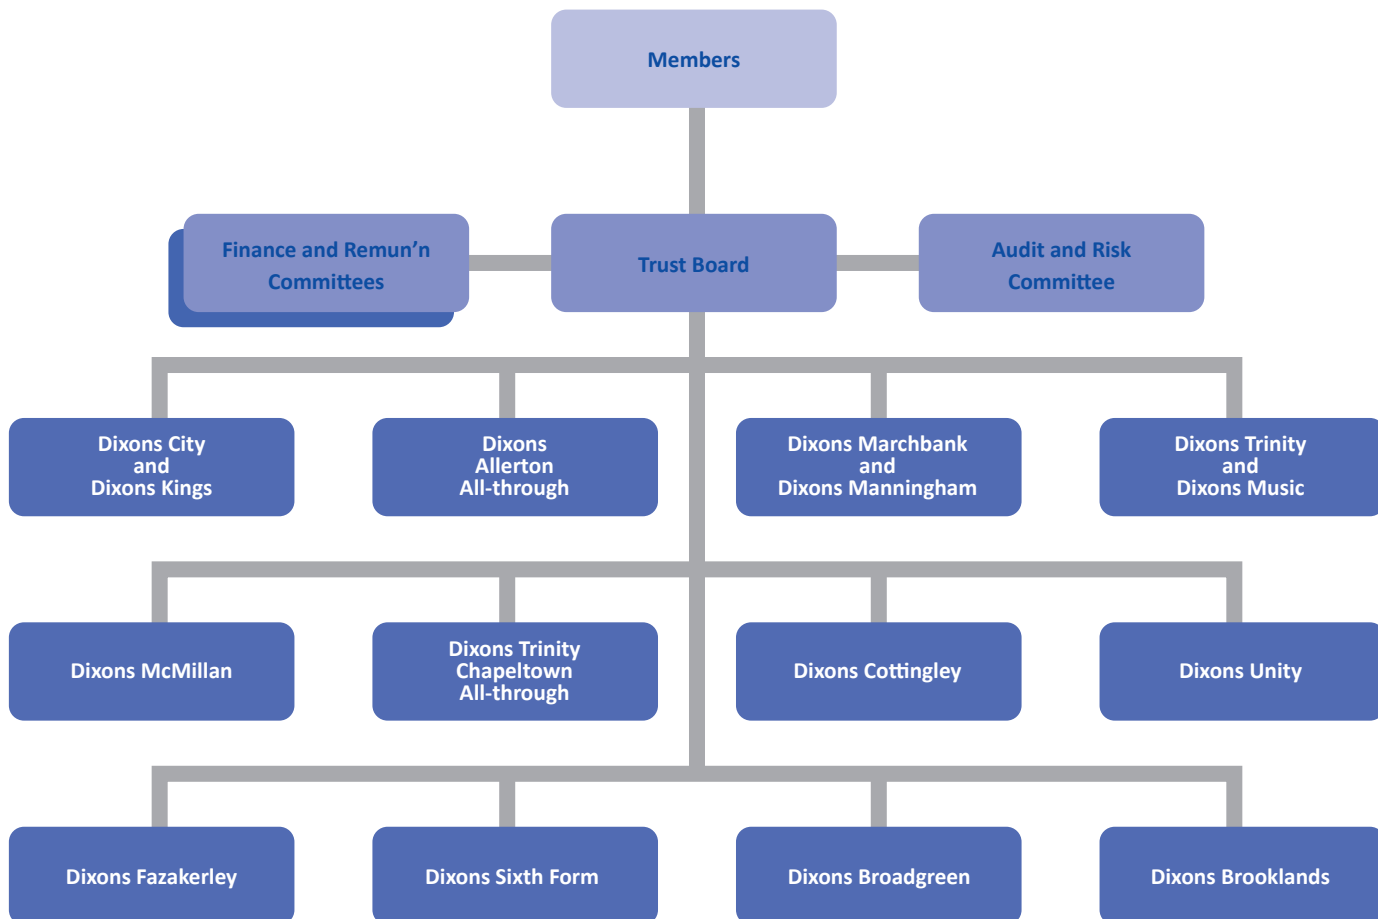 Members
Finance and Remun'n
Committees
Trust Board
Audit and Risk
Committee
Dixons City
and
Dixons Kings
Dixons
Allerton
All-through
Dixons Marchbank
and
Dixons Manningham
Dixons Trinity
and
Dixons Music
Dixons McMillan
Dixons Trinity
Chapeltown
All-through
Dixons Cottingley
Dixons Unity
Dixons Fazakerley
Dixons Sixth Form
Dixons Broadgreen
Dixons Brooklands